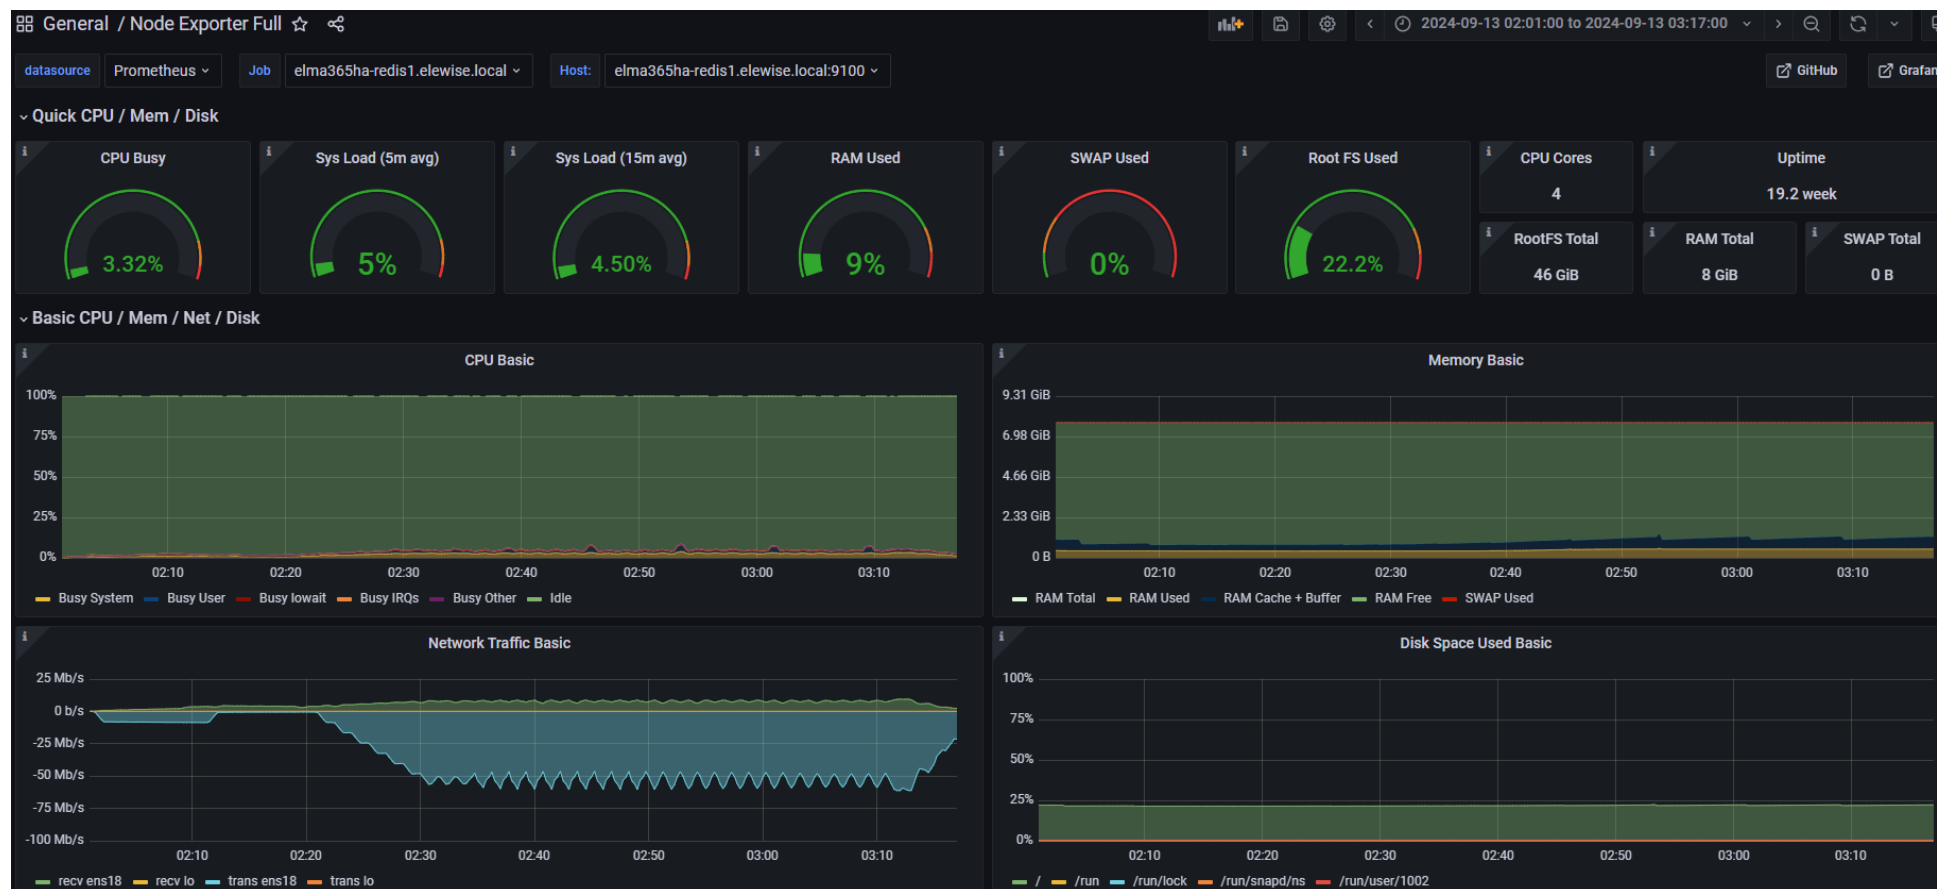 General / Node Exporter Full
2024-09-13 02:01:00 to 2024-09-13 03:17:00
datasource Prometheus Job elma365ha-redis1.elewise.local Host: elma365ha-redis1.elewise.local:9100 GitHub Grafan
Quick CPU / Mem / Disk
CPU Busy
3.32%
Sys Load (5m avg)
5%
Sys Load (15m avg)
4.50%
RAM Used
9%
SWAP Used
0%
Root FS Used
22.2%
CPU Cores
4
Uptime
19.2 week
RootFS Total
46 GiB
RAM Total
8 GiB
SWAP Total
0 B
Basic CPU / Mem / Net / Disk
CPU Basic
100%
75%
50%
25%
0%
02:10 02:20 02:30 02:40 02:50 03:00 03:10
Busy System Busy User Busy Iowait Busy IRQs Busy Other Idle
Memory Basic
9.31 GiB
6.98 GiB
4.66 GiB
2.33 GiB
0 B
02:10 02:20 02:30 02:40 02:50 03:00 03:10
RAM Total RAM Used RAM Cache + Buffer RAM Free SWAP Used
Network Traffic Basic
25 Mb/s
0 b/s
-25 Mb/s
-50 Mb/s
-75 Mb/s
-100 Mb/s
02:10 02:20 02:30 02:40 02:50 03:00 03:10
recv ens18 recv lo trans ens18 trans lo
Disk Space Used Basic
100%
75%
50%
25%
0%
02:10 02:20 02:30 02:40 02:50 03:00 03:10
/ /run /run/lock /run/snapd/ns /run/user/1002